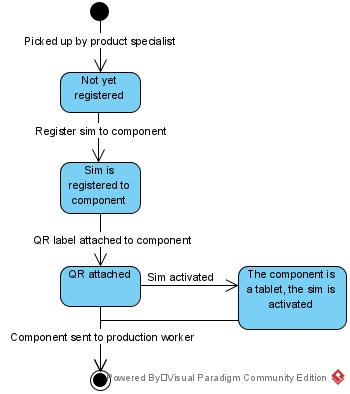 Picked up by product specialist
Not yet
registered
Register sim to component
Sim is
registered to
component
QR label attached to component
QR attached
Sim activated
The component is
a tablet, the sim is
activated
Component sent to production worker
Powered By Visual Paradigm Community Edition